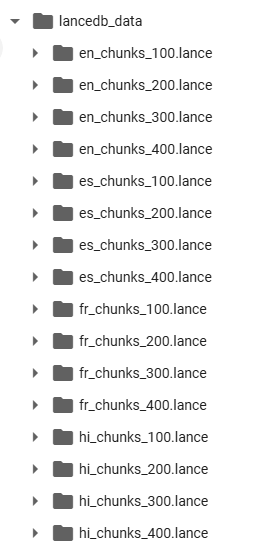 lancedb_data
en_chunks_100.lance
en_chunks_200.lance
en_chunks_300.lance
en_chunks_400.lance
es_chunks_100.lance
es_chunks_200.lance
es_chunks_300.lance
es_chunks_400.lance
fr_chunks_100.lance
fr_chunks_200.lance
fr_chunks_300.lance
fr_chunks_400.lance
hi_chunks_100.lance
hi_chunks_200.lance
hi_chunks_300.lance
hi_chunks_400.lance